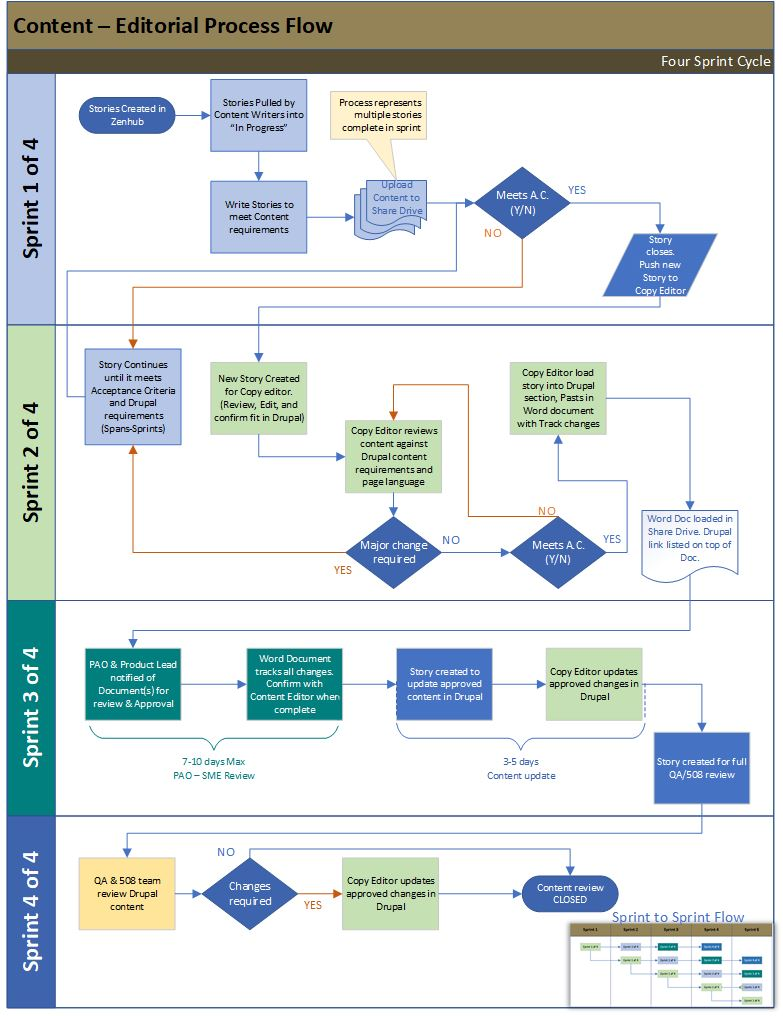 Content – Editorial Process Flow
Four Sprint Cycle
Sprint 1 of 4
Stories Created in
Zenhub
Stories Pulled by
Content Writers into
“In Progress”
Process represents
multiple stories
complete in sprint
Write Stories to
meet Content
requirements
Upload
Content to
Share Drive
Meets A.C.
(Y/N)
YES
NO
Story
closes.
Push new
Story to
Copy Editor
Sprint 2 of 4
Story Continues
until it meets
Acceptance Criteria
and Drupal
requirements
(Spans-Sprints)
New Story Created
for Copy editor.
(Review, Edit, and
confirm fit in Drupal)
Copy Editor reviews
content against
Drupal content
requirements and
page language
Copy Editor load
story into Drupal
section, Pasts in
Word document
with Track changes
Major change
required
YES
NO
Meets A.C.
(Y/N)
NO
YES
Word Doc loaded in
Share Drive. Drupal
link listed on top of
Doc.
Sprint 3 of 4
PAO & Product Lead
notified of
Document(s) for
review & Approval
Word Document
tracks all changes.
Confirm with
Content Editor when
complete
Story created to
update approved
content in Drupal
Copy Editor updates
approved changes in
Drupal
7-10 days Max
PAO – SME Review
3-5 days
Content update
Story created for full
QA/508 review
Sprint 4 of 4
QA & 508 team
review Drupal
content
NO
Changes
required
YES
Copy Editor updates
approved changes in
Drupal
Content review
CLOSED
Sprint to Sprint Flow
Sprint 1
Sprint 2
Sprint 3
Sprint 4
Sprint 5